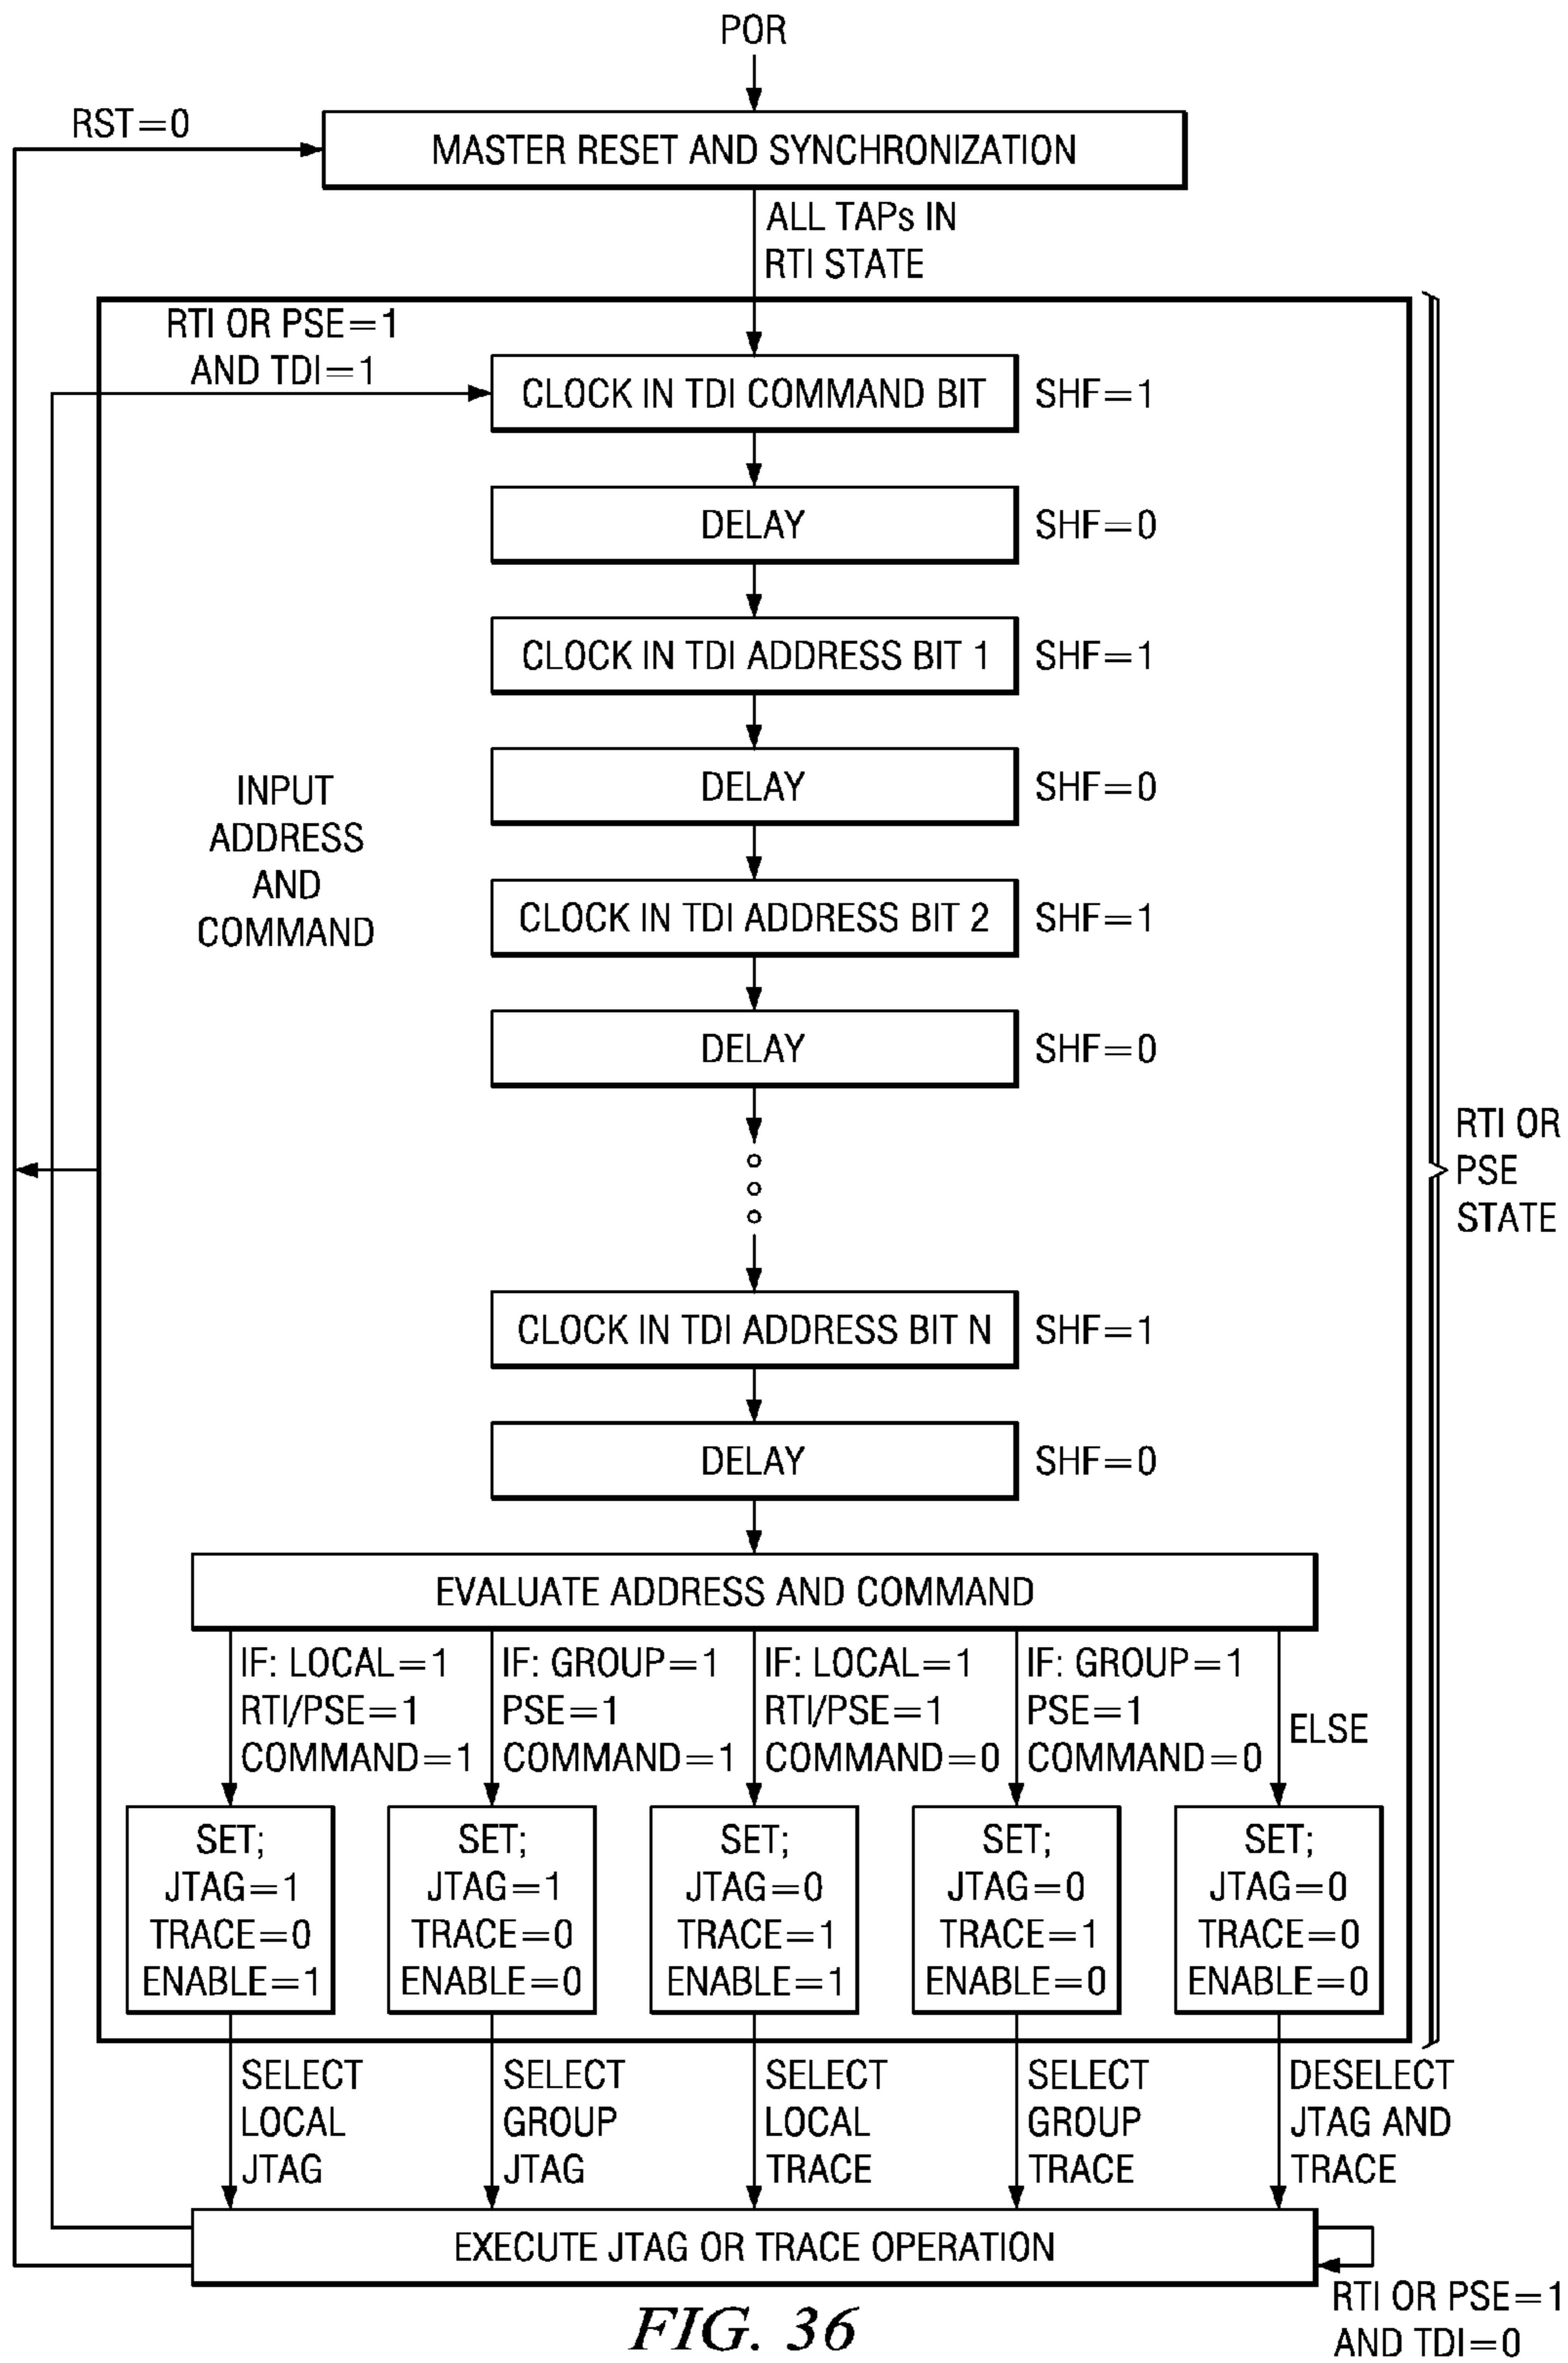 POR
RST=0
MASTER RESET AND SYNCHRONIZATION
ALL TAPs IN
RTI STATE
RTI OR PSE=1
AND TDI=1
CLOCK IN TDI COMMAND BIT
SHF=1
DELAY
SHF=0
CLOCK IN TDI ADDRESS BIT 1
SHF=1
DELAY
SHF=0
INPUT
ADDRESS
AND
COMMAND
CLOCK IN TDI ADDRESS BIT 2
SHF=1
DELAY
SHF=0
RTI OR
PSE
STATE
CLOCK IN TDI ADDRESS BIT N
SHF=1
DELAY
SHF=0
EVALUATE ADDRESS AND COMMAND
IF: LOCAL=1
RTI/PSE=1
COMMAND=1
IF: GROUP=1
PSE=1
COMMAND=1
IF: LOCAL=1
RTI/PSE=1
COMMAND=0
IF: GROUP=1
PSE=1
COMMAND=0
ELSE
SET;
JTAG=1
TRACE=0
ENABLE=1
SET;
JTAG=1
TRACE=0
ENABLE=0
SET;
JTAG=0
TRACE=1
ENABLE=1
SET;
JTAG=0
TRACE=1
ENABLE=0
SET;
JTAG=0
TRACE=0
ENABLE=0
SELECT
LOCAL
JTAG
SELECT
GROUP
JTAG
SELECT
LOCAL
TRACE
SELECT
GROUP
TRACE
DESELECT
JTAG AND
TRACE
EXECUTE JTAG OR TRACE OPERATION
RTI OR PSE=1
AND TDI=0
FIG. 36